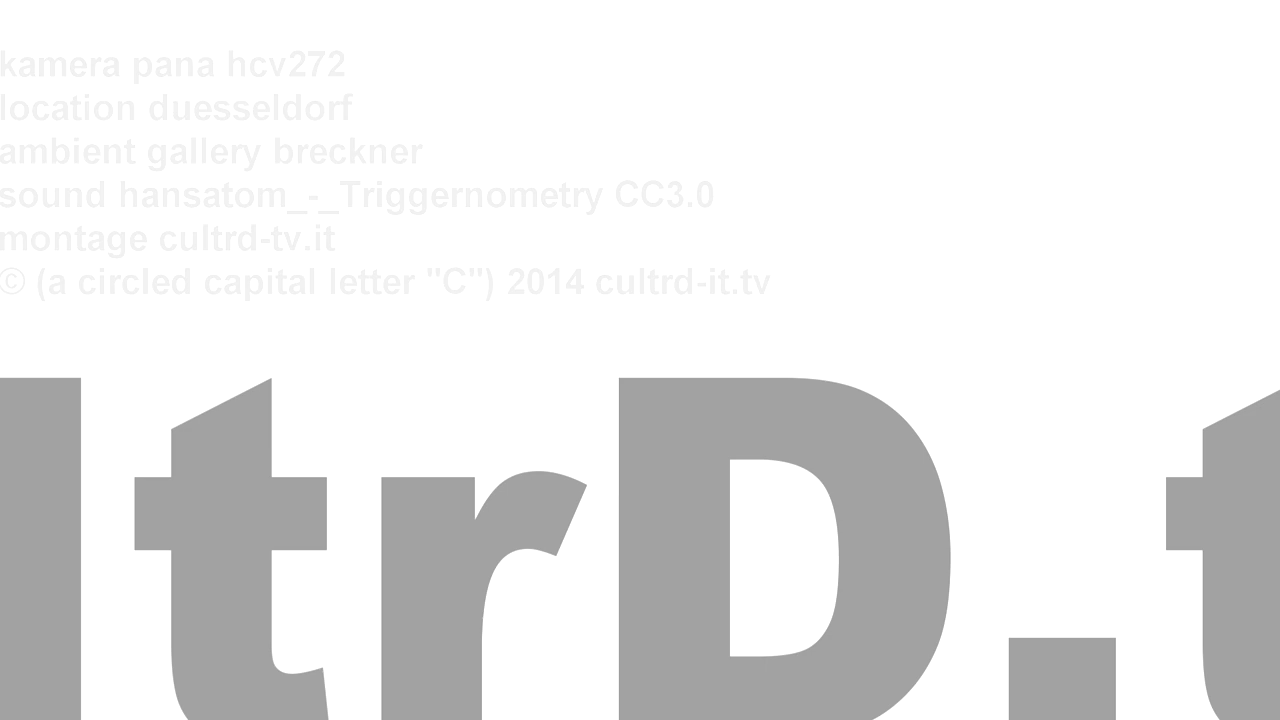 kamera pana hcv272
location duesseldorf
ambient gallery breckner
sound hansatom_-_Triggernometry CC3.0
montage cultrd-tv.it
© (a circled capital letter "C") 2014 cultrd-it.tv
ltrD.t